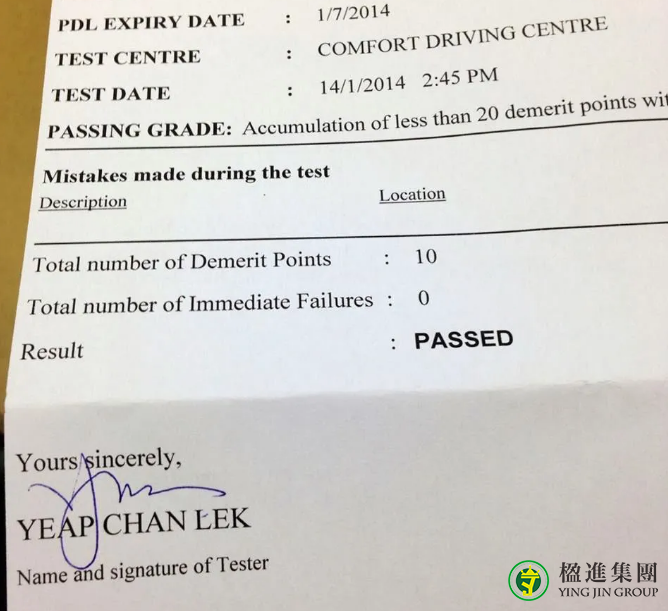 PDL EXPIRY DATE : 1/7/2014
TEST CENTRE : COMFORT DRIVING CENTRE
TEST DATE : 14/1/2014 2:45 PM
PASSING GRADE: Accumulation of less than 20 demerit points wit
Mistakes made during the test
Description Location
Total number of Demerit Points : 10
Total number of Immediate Failures : 0
Result : PASSED
Yours sincerely,
YEAP CHAN LEK
Name and signature of Tester
楹進集團
YING JIN GROUP